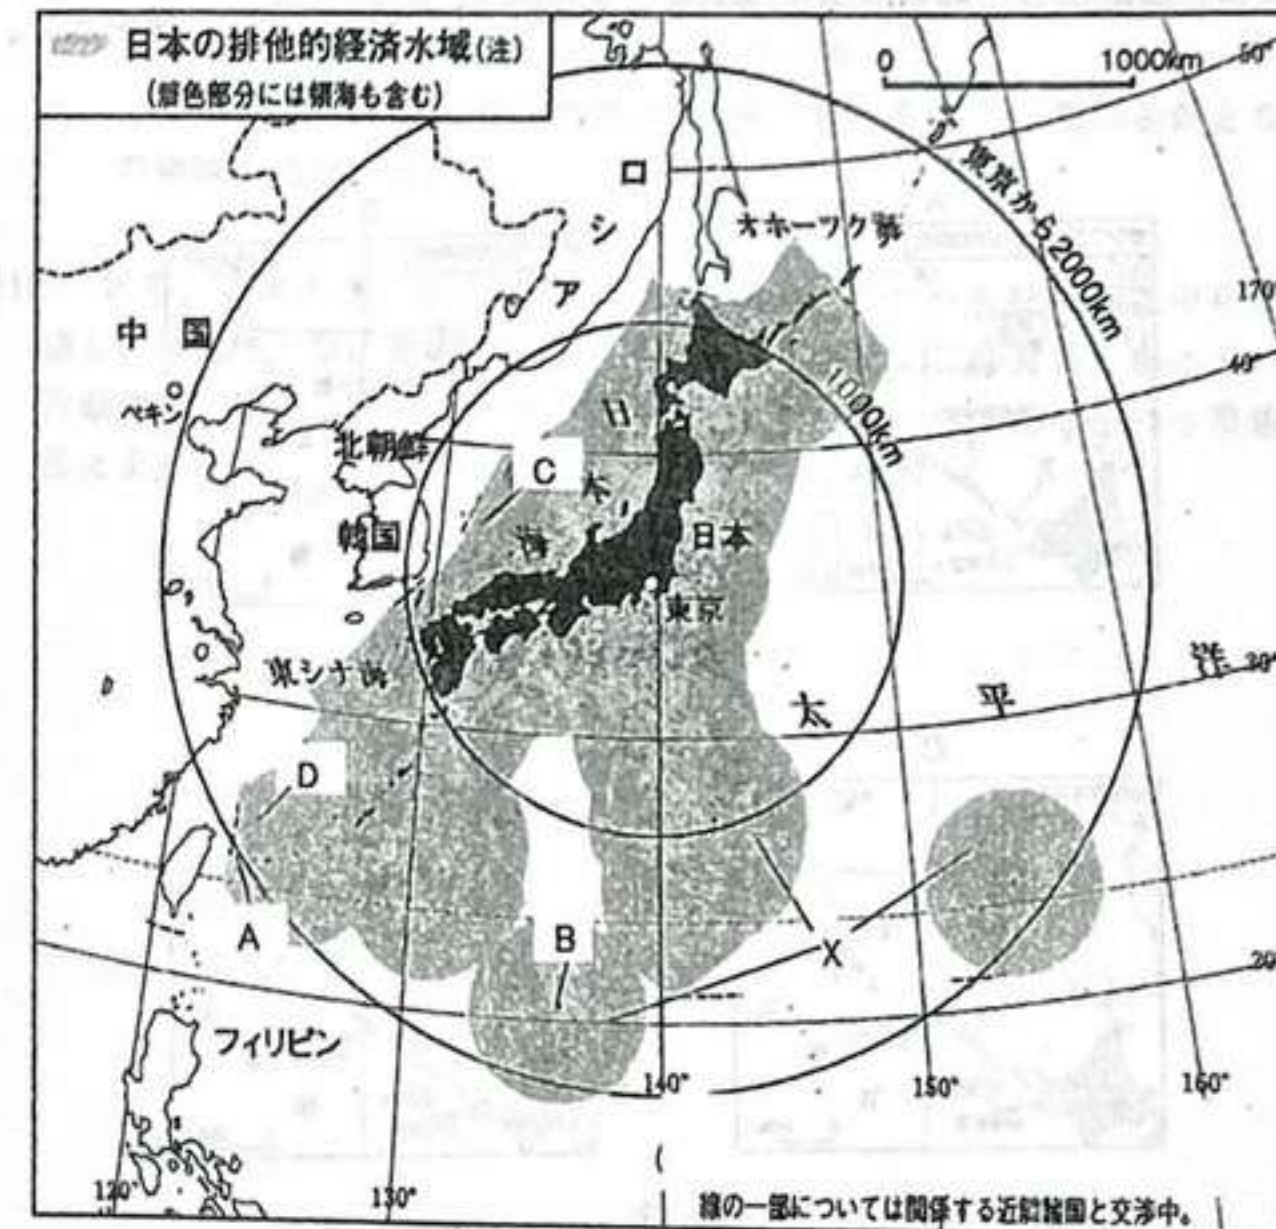 日本の排他的経済水域(注)
(着色部分には領海も含む)
0 1000km
50°
東京から2000km
ロ
シ
ア
オホーツク海
170°
中 国
ペキン
40°
1000km
北朝鮮
日
本
海
C
韓国
日本
東京
東シナ海
太 平 洋
30°
D
A
B
X
20°
フィリピン
120°
130°
140°
150°
160°
線の一部については関係する近隣諸国と交渉中。